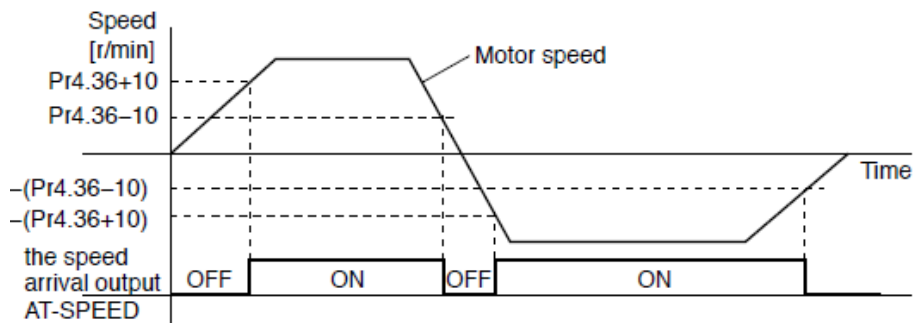 Speed
[r/min]
Pr4.36+10
Motor speed
Pr4.36−10
Time
−(Pr4.36−10)
−(Pr4.36+10)
the speed
arrival output
OFF ON OFF ON
AT-SPEED